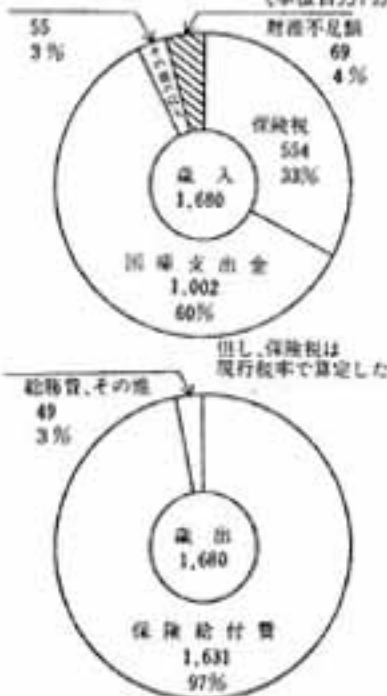 55
3%
財源不足額
69
4%
保険税
554
33%
歳入
1,680
国庫支出金
1,002
60%
但し、保険税は
現行税率で算定した
総務費、その他
49
3%
歳出
1,680
保険給付費
1,631
97%